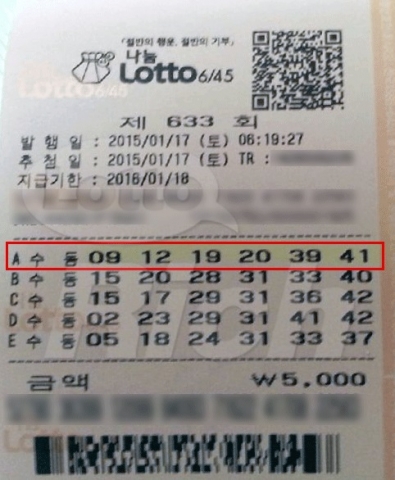 「절반의 행운, 절반의 기부」
나눔
Lotto 6/45
제 633 회
발 행 일 : 2015/01/17 (토) 06:19:27
추 첨 일 : 2015/01/17 (토) TR :
지급기한 : 2016/01/18
A 수 동 09 12 19 20 39 41
B 수 동 15 20 28 31 33 40
C 수 동 15 17 29 31 36 42
D 수 동 02 23 29 31 41 42
E 수 동 05 18 24 31 33 37
금액 ₩5,000